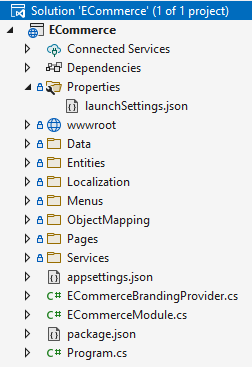 Solution 'ECommerce' (1 of 1 project)
ECommerce
Connected Services
Dependencies
Properties
launchSettings.json
wwwroot
Data
Entities
Localization
Menus
ObjectMapping
Pages
Services
appsettings.json
C# ECommerceBrandingProvider.cs
C# ECommerceModule.cs
package.json
C# Program.cs